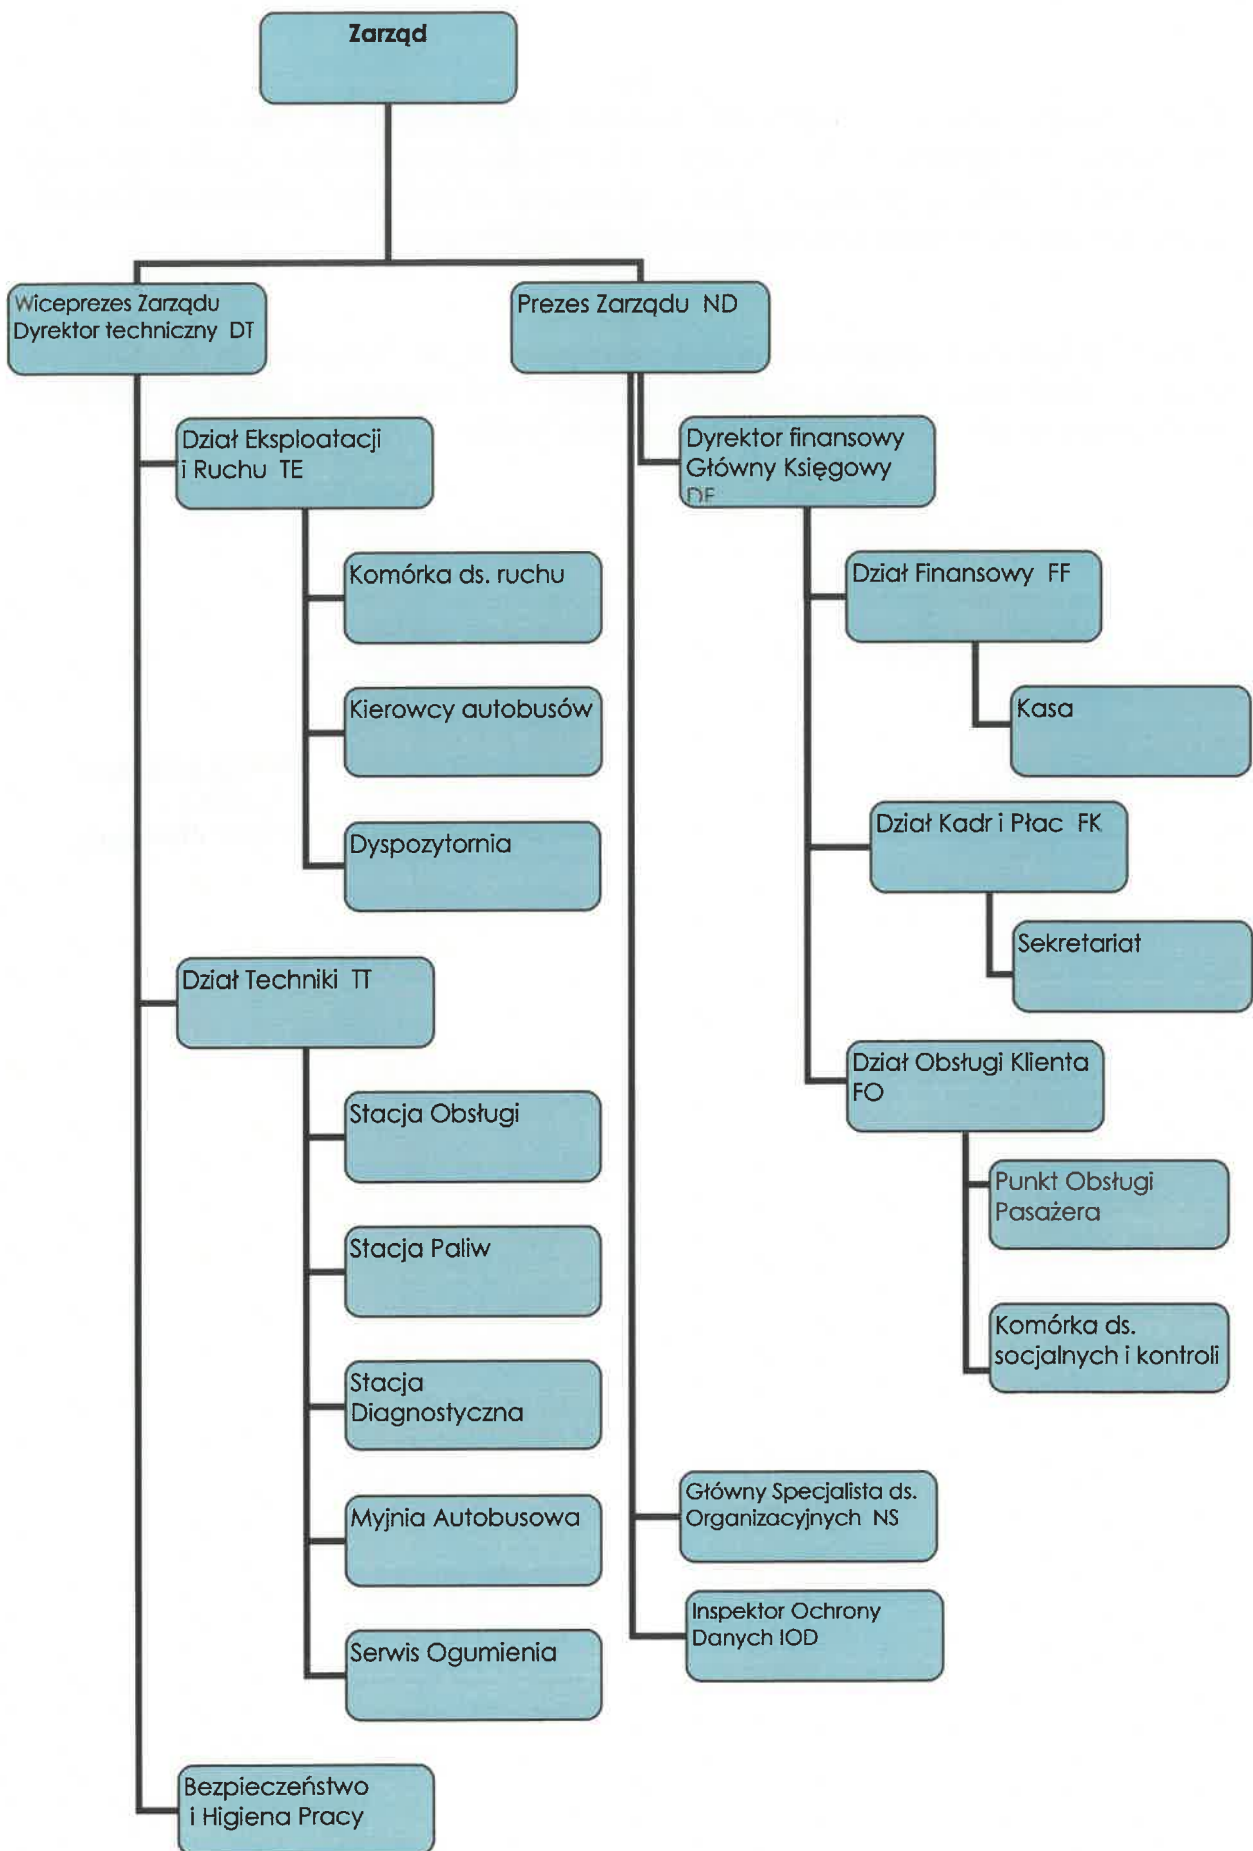 Zarząd
Wiceprezes Zarządu
Dyrektor techniczny DT
Prezes Zarządu ND
Dział Eksploatacji
i Ruchu TE
Komórka ds. ruchu
Kierowcy autobusów
Dyspozytornia
Dział Techniki TT
Stacja Obsługi
Stacja Paliw
Stacja
Diagnostyczna
Myjnia Autobusowa
Serwis Ogumienia
Bezpieczeństwo
i Higiena Pracy
Dyrektor finansowy
Główny Księgowy
DF
Dział Finansowy FF
Kasa
Dział Kadr i Płac FK
Sekretariat
Dział Obsługi Klienta
FO
Punkt Obsługi
Pasażera
Komórka ds.
socjalnych i kontroli
Główny Specjalista ds.
Organizacyjnych NS
Inspektor Ochrony
Danych IOD